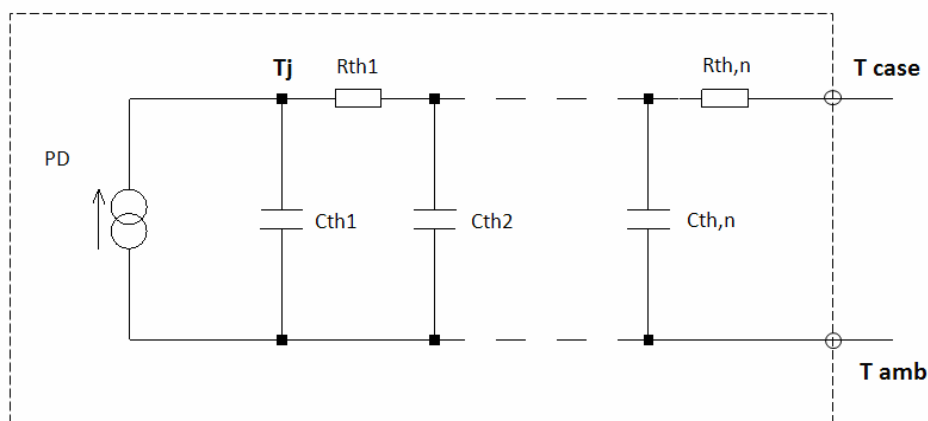 Tj
Rth1
Rth,n
T case
PD
Cth1
Cth2
Cth,n
T amb